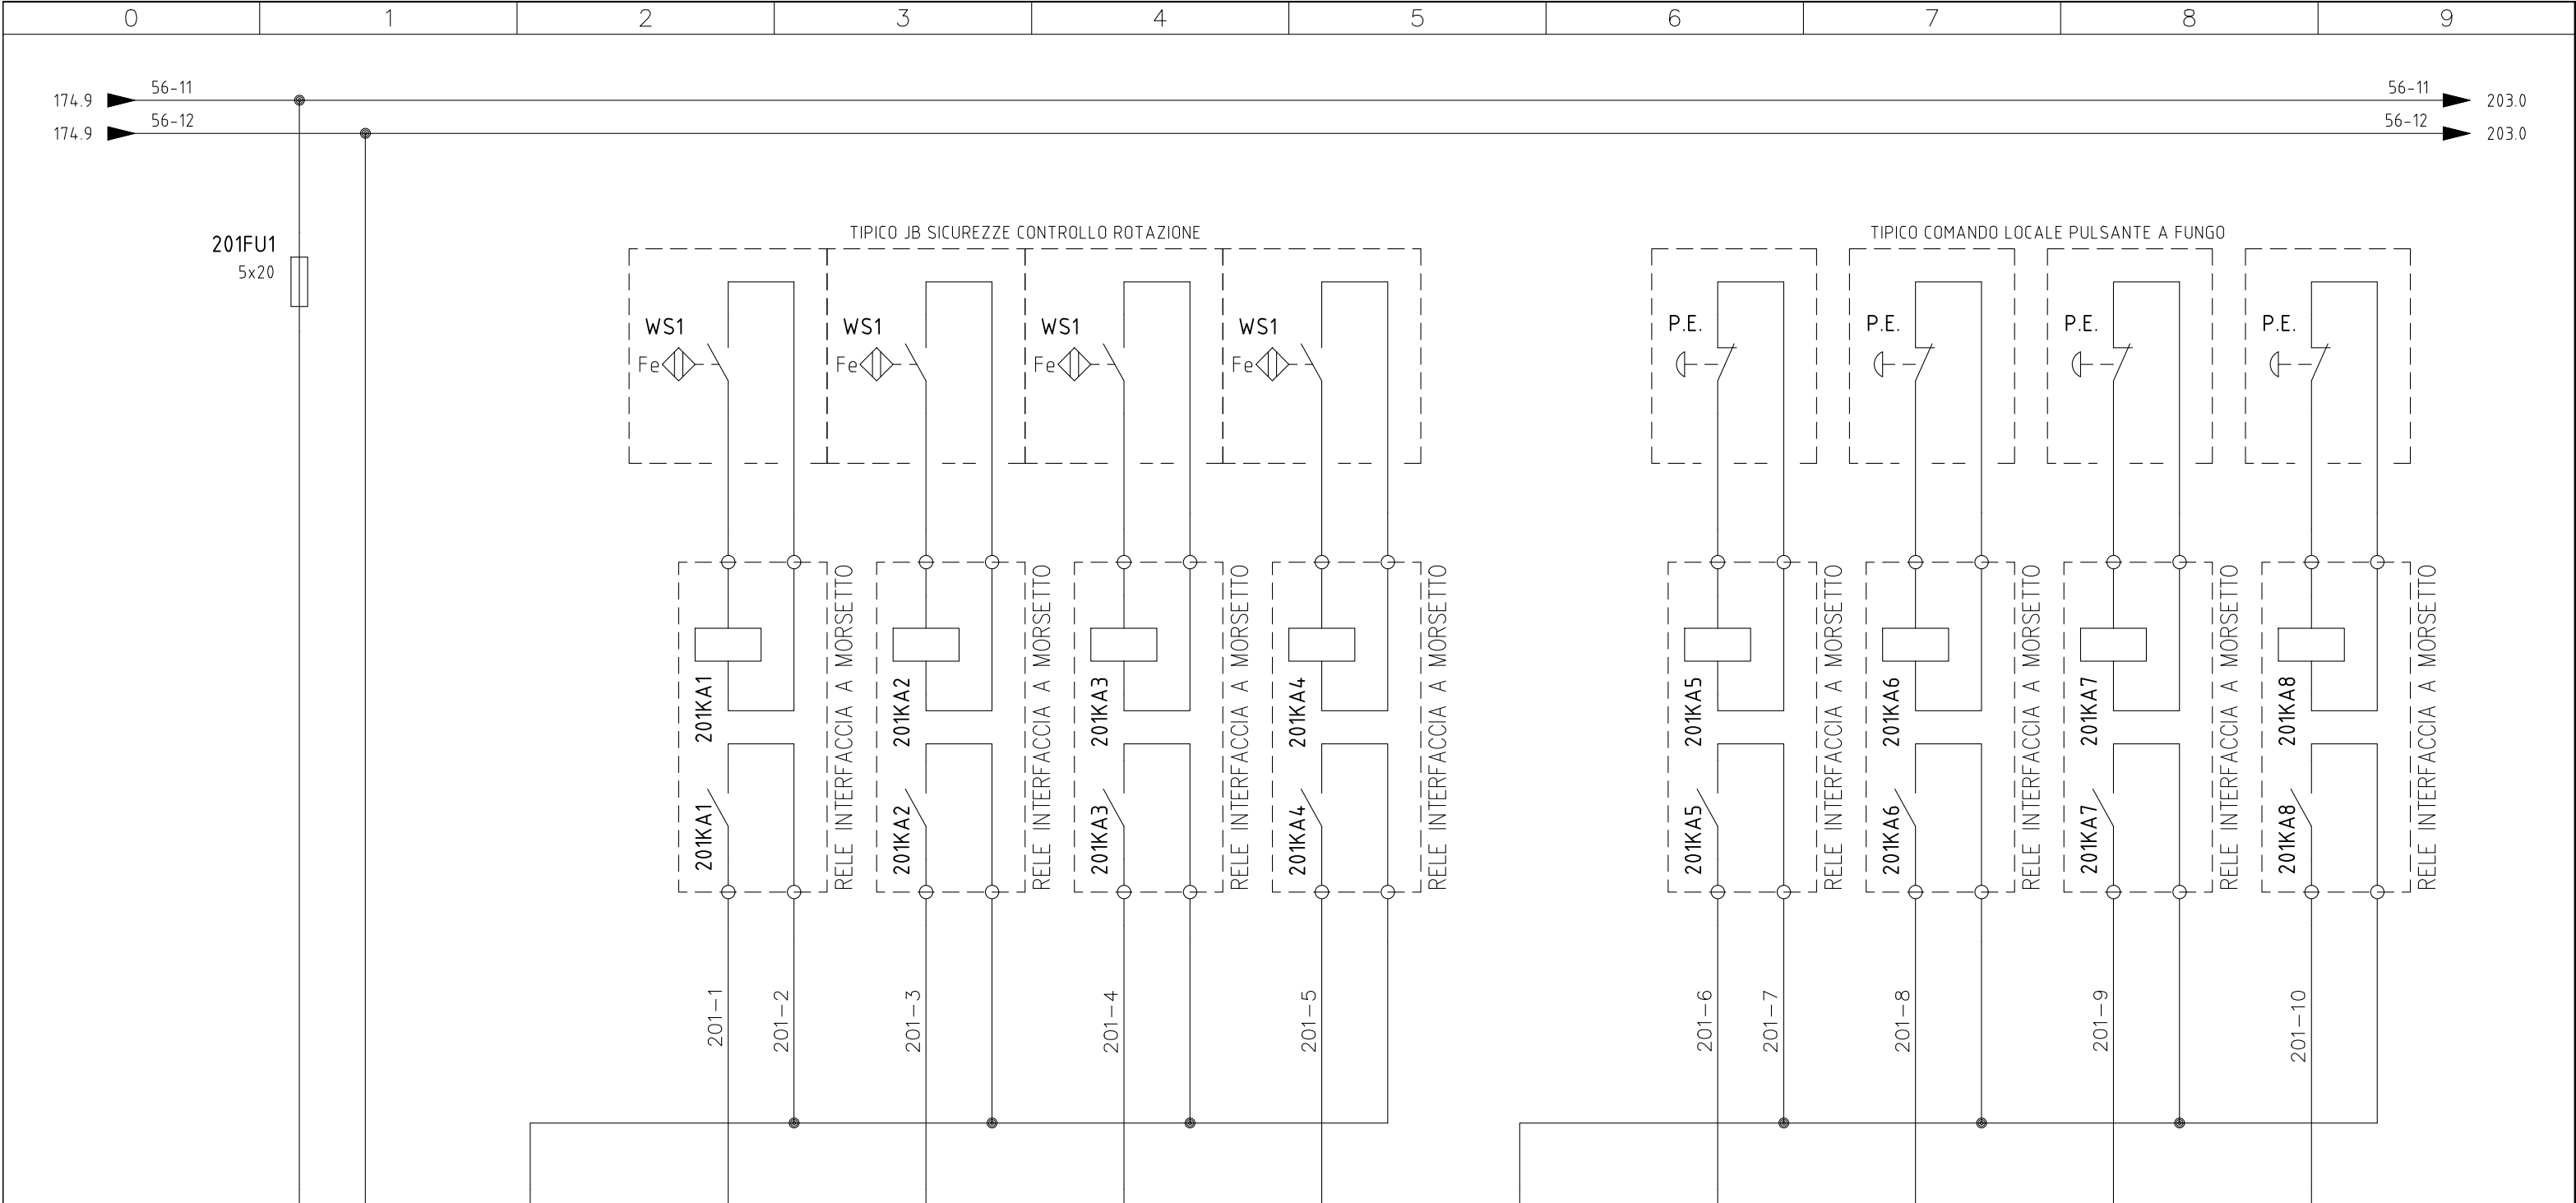 0 1 2 3 4 5 6 7 8 9
174.9 56-11 56-11 203.0
174.9 56-12 56-12 203.0
TIPICO JB SICUREZZE CONTROLLO ROTAZIONE
TIPICO COMANDO LOCALE PULSANTE A FUNGO
201FU1
5x20
WS1 WS1 WS1 WS1 P.E. P.E. P.E. P.E.
Fe Fe Fe Fe
201KA1
201KA1
RELE INTERFACCIA A MORSETTO
201KA2
201KA2
RELE INTERFACCIA A MORSETTO
201KA3
201KA3
RELE INTERFACCIA A MORSETTO
201KA4
201KA4
RELE INTERFACCIA A MORSETTO
201KA5
201KA5
RELE INTERFACCIA A MORSETTO
201KA6
201KA6
RELE INTERFACCIA A MORSETTO
201KA7
201KA7
RELE INTERFACCIA A MORSETTO
201KA8
201KA8
RELE INTERFACCIA A MORSETTO
201-1
201-2
201-3
201-4
201-5
201-6
201-7
201-8
201-9
201-10